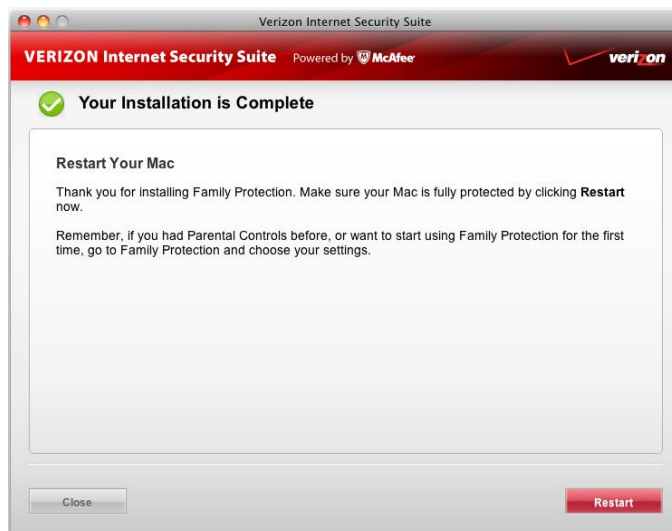 Verizon Internet Security Suite
VERIZON Internet Security Suite Powered by McAfee verizon
Your Installation is Complete
Restart Your Mac
Thank you for installing Family Protection. Make sure your Mac is fully protected by clicking Restart
now.
Remember, if you had Parental Controls before, or want to start using Family Protection for the first
time, go to Family Protection and choose your settings.
Close Restart